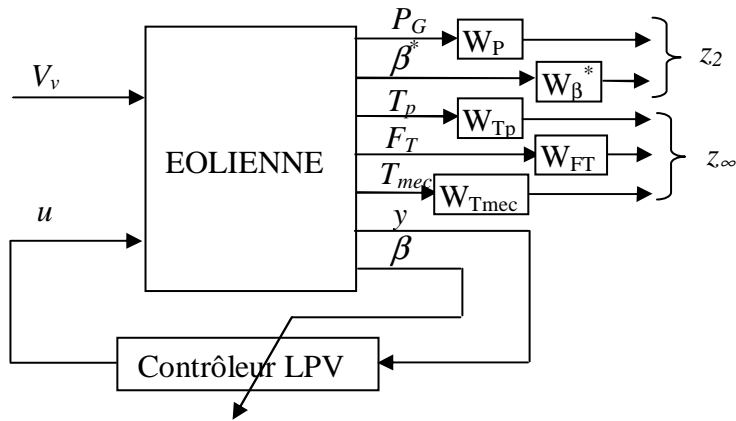 P_G
W_P
β*
W_β*
z_2
V_v
T_p
W_Tp
F_T
W_FT
z_∞
EOLIENNE
T_mec
W_Tmec
u
y
β
Contrôleur LPV